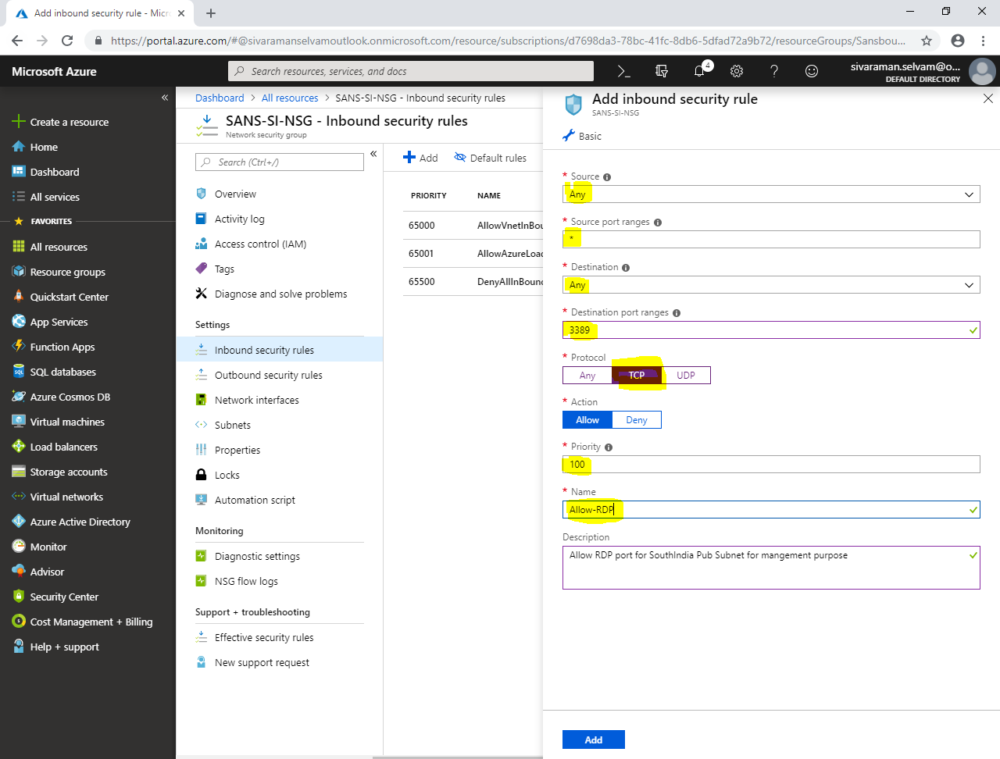 Add inbound security rule - Micr
https://portal.azure.com/#@sivaramanselvamoutlook.onmicrosoft.com/resource/subscriptions/d7698da3-78bc-41fc-8db6-5dfad72a9b72/resourceGroups/Sansbou...
Microsoft Azure
Search resources, services, and docs
4
sivaraman.selvam@o...
DEFAULT DIRECTORY
Create a resource
Home
Dashboard
All services
FAVORITES
All resources
Resource groups
Quickstart Center
App Services
Function Apps
SQL databases
Azure Cosmos DB
Virtual machines
Load balancers
Storage accounts
Virtual networks
Azure Active Directory
Monitor
Advisor
Security Center
Cost Management + Billing
Help + support
Dashboard > All resources > SANS-SI-NSG - Inbound security rules
SANS-SI-NSG - Inbound security rules
Network security group
Search (Ctrl+/)
Overview
Activity log
Access control (IAM)
Tags
Diagnose and solve problems
Settings
Inbound security rules
Outbound security rules
Network interfaces
Subnets
Properties
Locks
Automation script
Monitoring
Diagnostic settings
NSG flow logs
Support + troubleshooting
Effective security rules
New support request
Add Default rules
PRIORITY NAME
65000 AllowVnetInBou
65001 AllowAzureLoad
65500 DenyAllInBound
Add inbound security rule
SANS-SI-NSG
Basic
* Source
Any
* Source port ranges
*
* Destination
Any
* Destination port ranges
3389
* Protocol
Any TCP UDP
* Action
Allow Deny
* Priority
100
* Name
Allow-RDP
Description
Allow RDP port for SouthIndia Pub Subnet for mangement purpose
Add